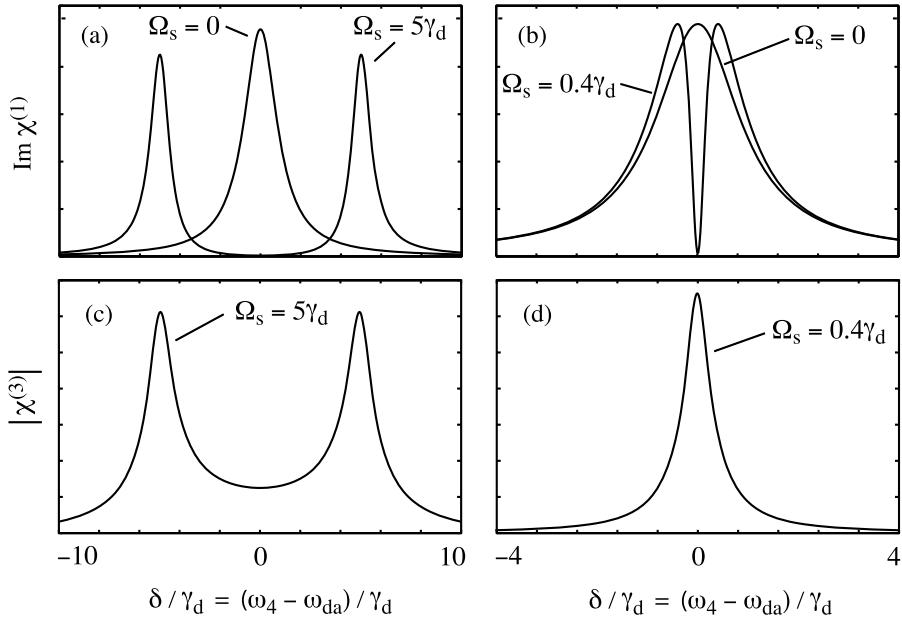 (a)
Ωs = 0
Ωs = 5γd
(b)
Ωs = 0
Ωs = 0.4γd
Im χ(1)
(c)
Ωs = 5γd
(d)
Ωs = 0.4γd
|χ(3)|
−10 0 10
−4 0 4
δ / γd = (ω4 − ωda) / γd
δ / γd = (ω4 − ωda) / γd